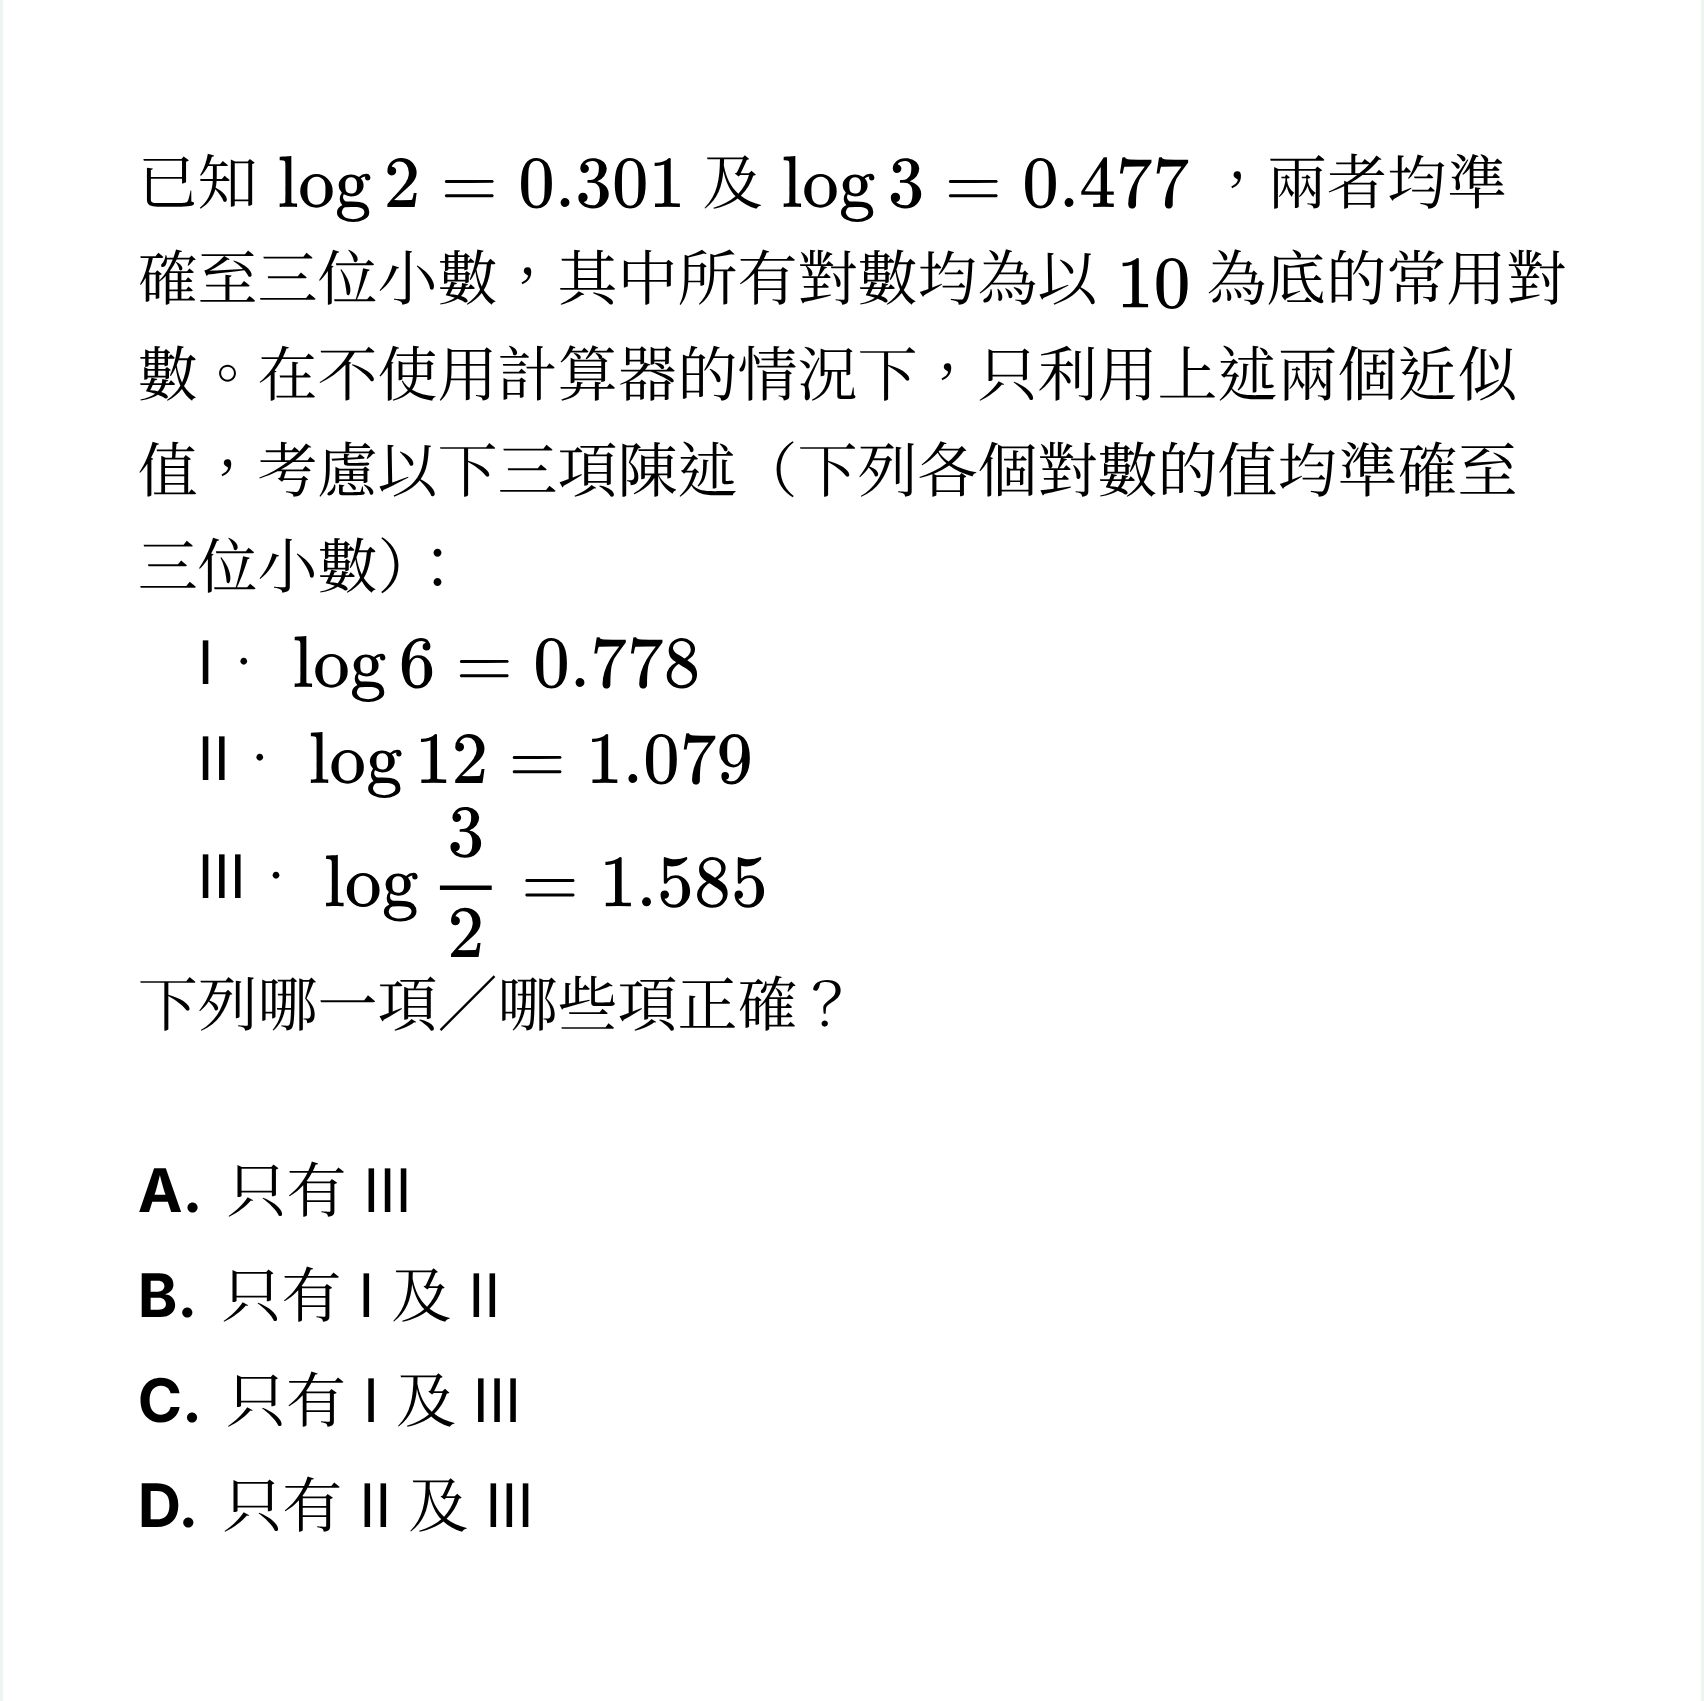 已知 log 2 = 0.301 及 log 3 = 0.477 ，兩者均準
確至三位小數，其中所有對數均為以 10 為底的常用對
數。在不使用計算器的情況下，只利用上述兩個近似
值，考慮以下三項陳述（下列各個對數的值均準確至
三位小數）：
I． log 6 = 0.778
II． log 12 = 1.079
III． log 3/2 = 1.585
下列哪一項／哪些項正確？
A. 只有 III
B. 只有 I 及 II
C. 只有 I 及 III
D. 只有 II 及 III